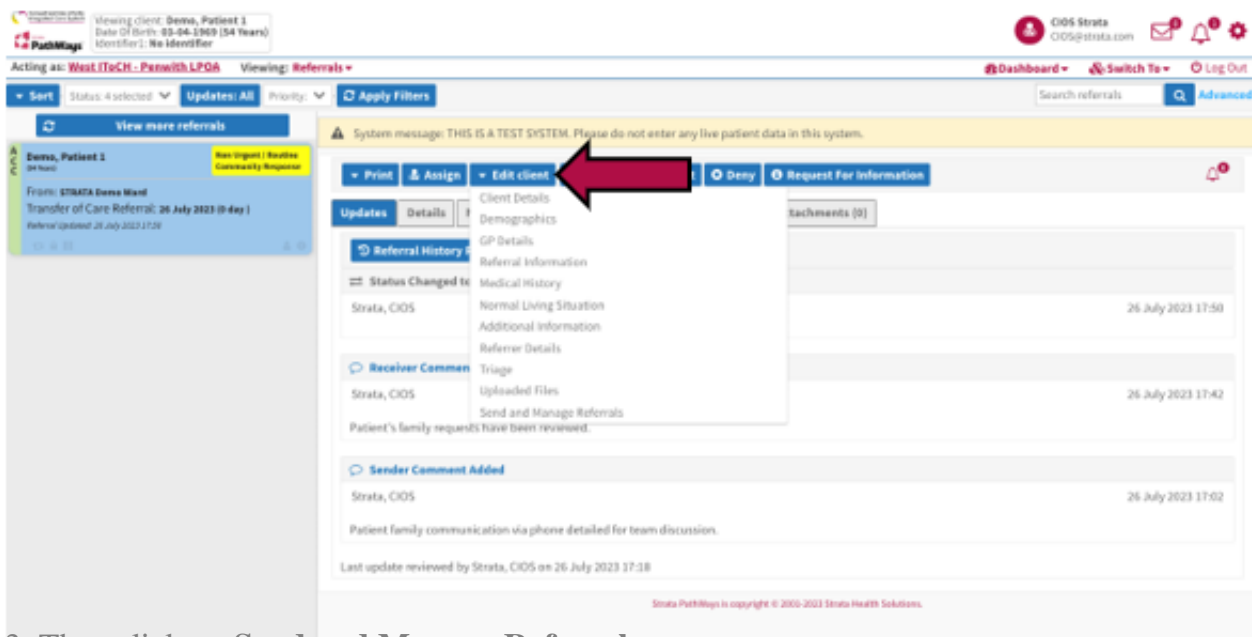 PathWays
Viewing client: Demo, Patient 1
Date Of Birth: 03-04-1969 (54 Years)
Identifier1: No identifier
CIOS Strata
CIOS@strata.com
Acting as: West IToCH - Penwith LPOA Viewing: Referrals
Dashboard Switch To Log Out
Sort Status: 4 selected Updates: All Priority: Apply Filters Search referrals Advanced
View more referrals
System message: THIS IS A TEST SYSTEM. Please do not enter any live patient data in this system.
A
C
C
Demo, Patient 1
(54 Years)
Non-Urgent | Routine
Community Response
From: STRATA Demo Ward
Transfer of Care Referral: 26 July 2023 (0 day )
Print Assign Edit client Deny Request For Information
Updates Details tachments (0)
Client Details
Demographics
GP Details
Referral Information
Medical History
Normal Living Situation
Additional Information
Referrer Details
Triage
Uploaded Files
Send and Manage Referrals
Referral History
Status Changed to
Strata, CIOS 26 July 2023 17:50
Receiver Commen
Strata, CIOS 26 July 2023 17:42
Patient's family requests have been reviewed.
Sender Comment Added
Strata, CIOS 26 July 2023 17:02
Patient family communication via phone detailed for team discussion.
Last update reviewed by Strata, CIOS on 26 July 2023 17:18
Strata PathWays is copyright © 2001-2023 Strata Health Solutions.